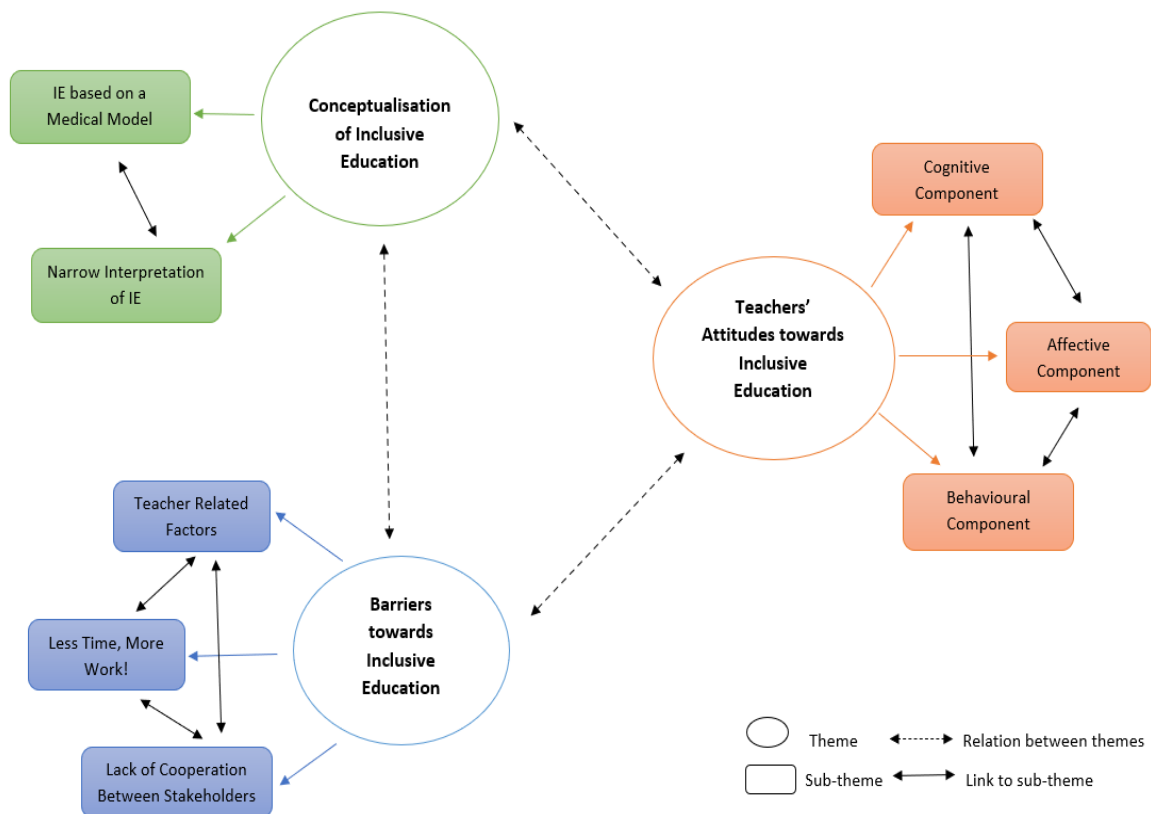 IE based on a
Medical Model
Conceptualisation
of Inclusive
Education
Narrow Interpretation
of IE
Cognitive
Component
Teachers’
Attitudes towards
Inclusive
Education
Affective
Component
Behavioural
Component
Teacher Related
Factors
Less Time, More
Work!
Barriers
towards
Inclusive
Education
Lack of Cooperation
Between Stakeholders
Theme
Relation between themes
Sub-theme
Link to sub-theme